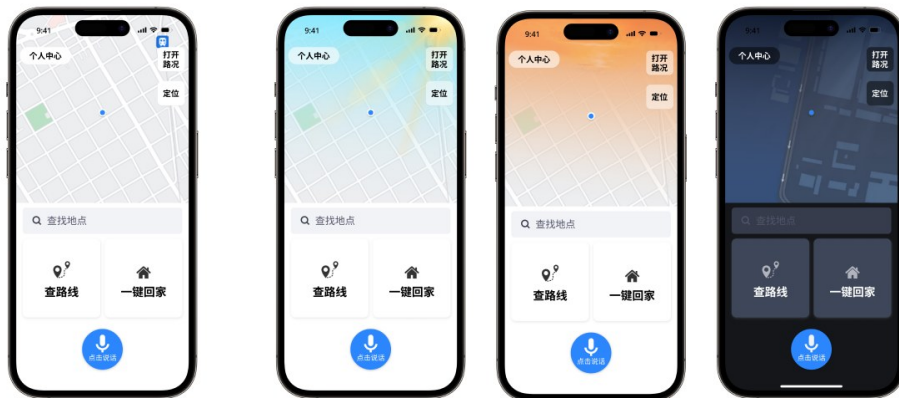 9:41
个人中心
打开
路况
定位
查找地点
查路线
一键回家
点击说话
9:41
个人中心
打开
路况
定位
查找地点
查路线
一键回家
点击说话
9:41
个人中心
打开
路况
定位
查找地点
查路线
一键回家
点击说话
9:41
个人中心
打开
路况
定位
查找地点
查路线
一键回家
点击说话